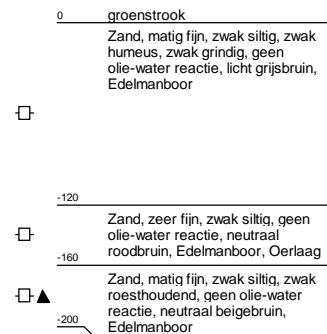 0 groenstrook
Zand, matig fijn, zwak siltig, zwak
humeus, zwak grindig, geen
olie-water reactie, licht grijsbruin,
Edelmanboor
-120
Zand, zeer fijn, zwak siltig, geen
olie-water reactie, neutraal
roodbruin, Edelmanboor, Oerlaag
-160
Zand, matig fijn, zwak siltig, zwak
roesthoudend, geen olie-water
reactie, neutraal beigebruin,
-200 Edelmanboor